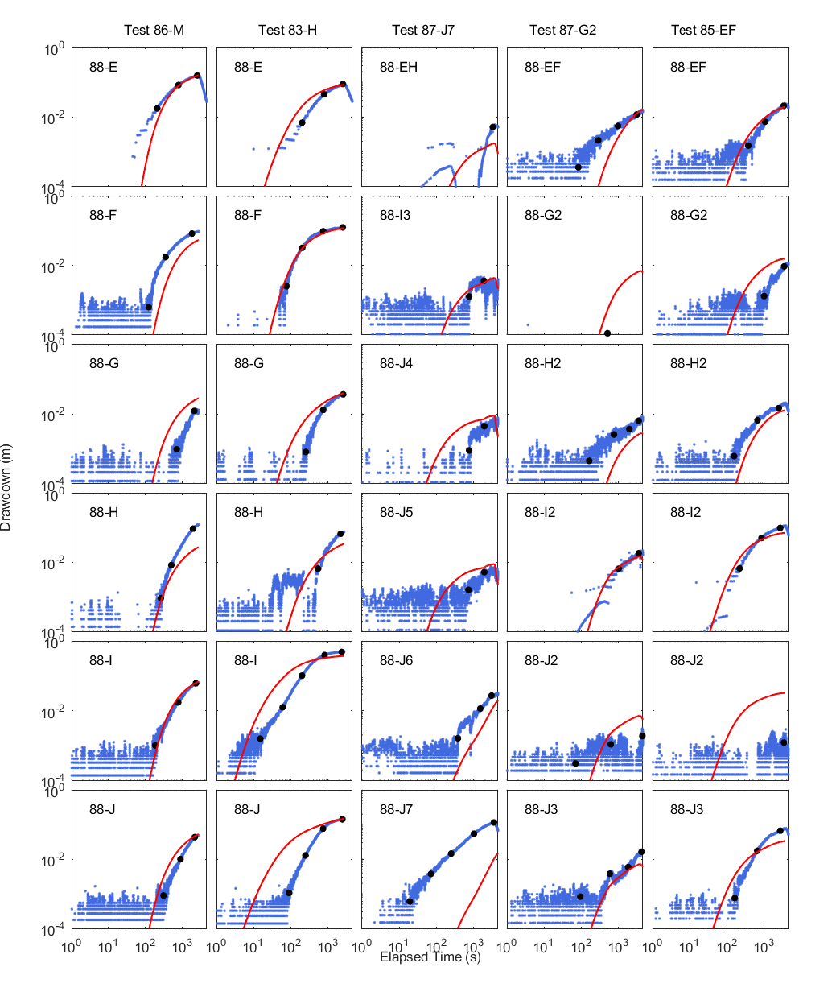 Test 86-M Test 83-H Test 87-J7 Test 87-G2 Test 85-EF
10^0 88-E 88-E 88-EH 88-EF 88-EF
10^-2
10^-4
10^0 88-F 88-F 88-I3 88-G2 88-G2
10^-2
10^-4
10^0 88-G 88-G 88-J4 88-H2 88-H2
10^-2
10^-4
10^0 88-H 88-H 88-J5 88-I2 88-I2
10^-2
10^-4
10^0 88-I 88-I 88-J6 88-J2 88-J2
10^-2
10^-4
10^0 88-J 88-J 88-J7 88-J3 88-J3
10^-2
10^-4
10^0 10^1 10^2 10^3 10^0 10^1 10^2 10^3 10^0 10^1 10^2 10^3 10^0 10^1 10^2 10^3 10^0 10^1 10^2 10^3
Elapsed Time (s)
Drawdown (m)